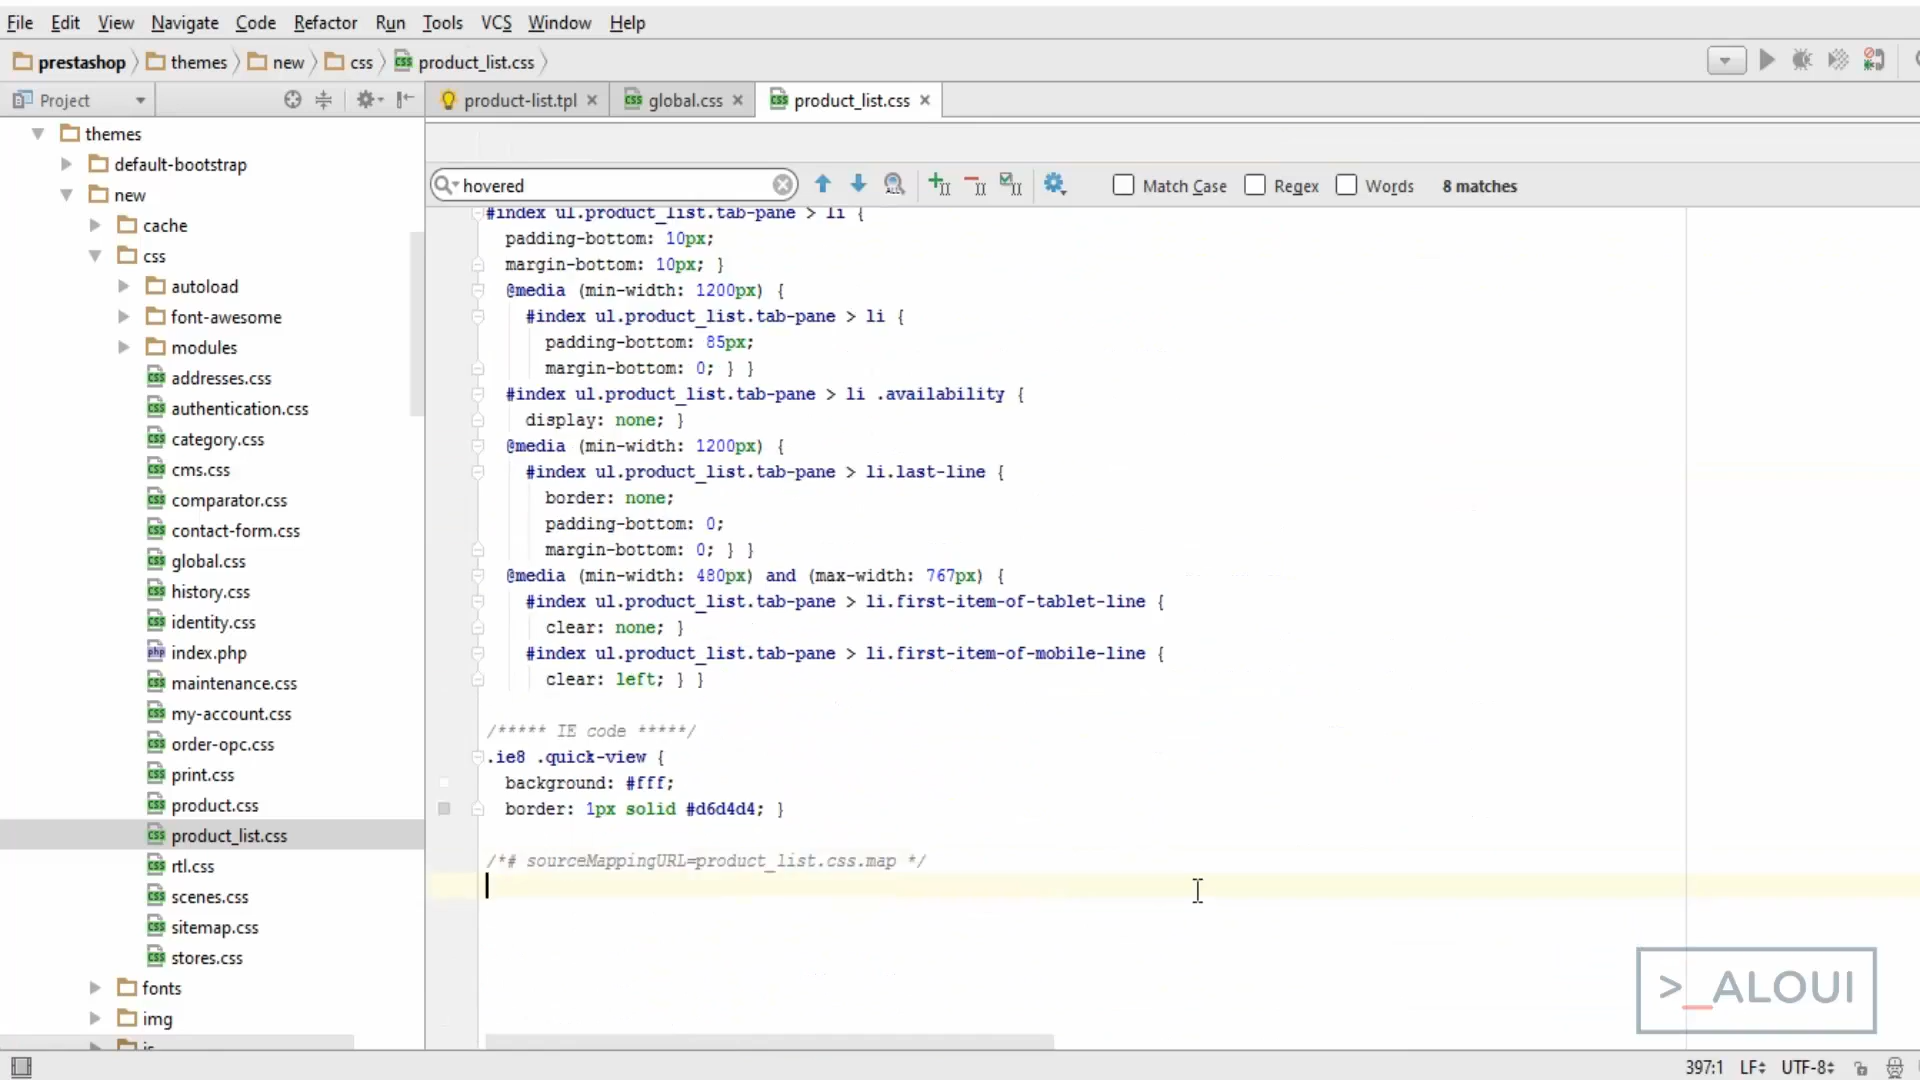 File Edit View Navigate Code Refactor Run Tools VCS Window Help
prestashop themes new css product_list.css
Project
product-list.tpl global.css product_list.css
hovered Match Case Regex Words 8 matches
themes
default-bootstrap
new
cache
css
autoload
font-awesome
modules
addresses.css
authentication.css
category.css
cms.css
comparator.css
contact-form.css
global.css
history.css
identity.css
index.php
maintenance.css
my-account.css
order-opc.css
print.css
product.css
product_list.css
rtl.css
scenes.css
sitemap.css
stores.css
fonts
img
#index ul.product_list.tab-pane > li {
padding-bottom: 10px;
margin-bottom: 10px; }
@media (min-width: 1200px) {
#index ul.product_list.tab-pane > li {
padding-bottom: 85px;
margin-bottom: 0; } }
#index ul.product_list.tab-pane > li .availability {
display: none; }
@media (min-width: 1200px) {
#index ul.product_list.tab-pane > li.last-line {
border: none;
padding-bottom: 0;
margin-bottom: 0; } }
@media (min-width: 480px) and (max-width: 767px) {
#index ul.product_list.tab-pane > li.first-item-of-tablet-line {
clear: none; }
#index ul.product_list.tab-pane > li.first-item-of-mobile-line {
clear: left; } }
/***** IE code *****/
.ie8 .quick-view {
background: #fff;
border: 1px solid #d6d4d4; }
/*# sourceMappingURL=product_list.css.map */
>_ALOUI
397:1 LF UTF-8